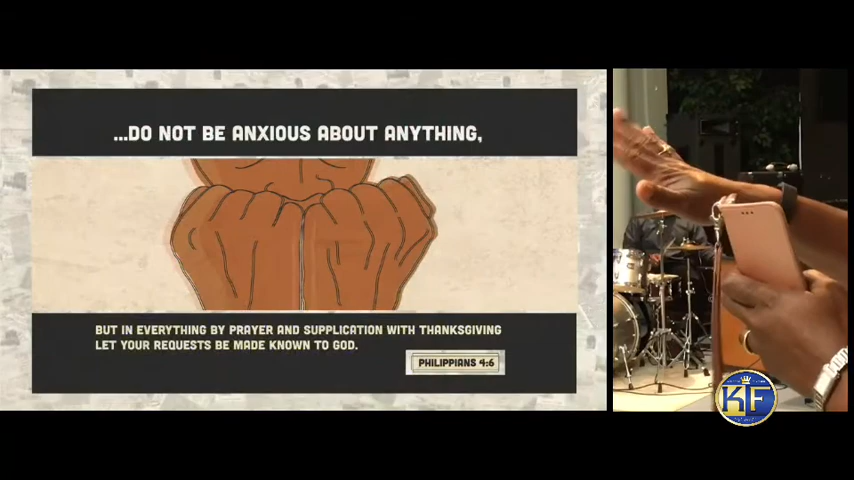 ...DO NOT BE ANXIOUS ABOUT ANYTHING,
BUT IN EVERYTHING BY PRAYER AND SUPPLICATION WITH THANKSGIVING
LET YOUR REQUESTS BE MADE KNOWN TO GOD.
PHILIPPIANS 4:6
KF